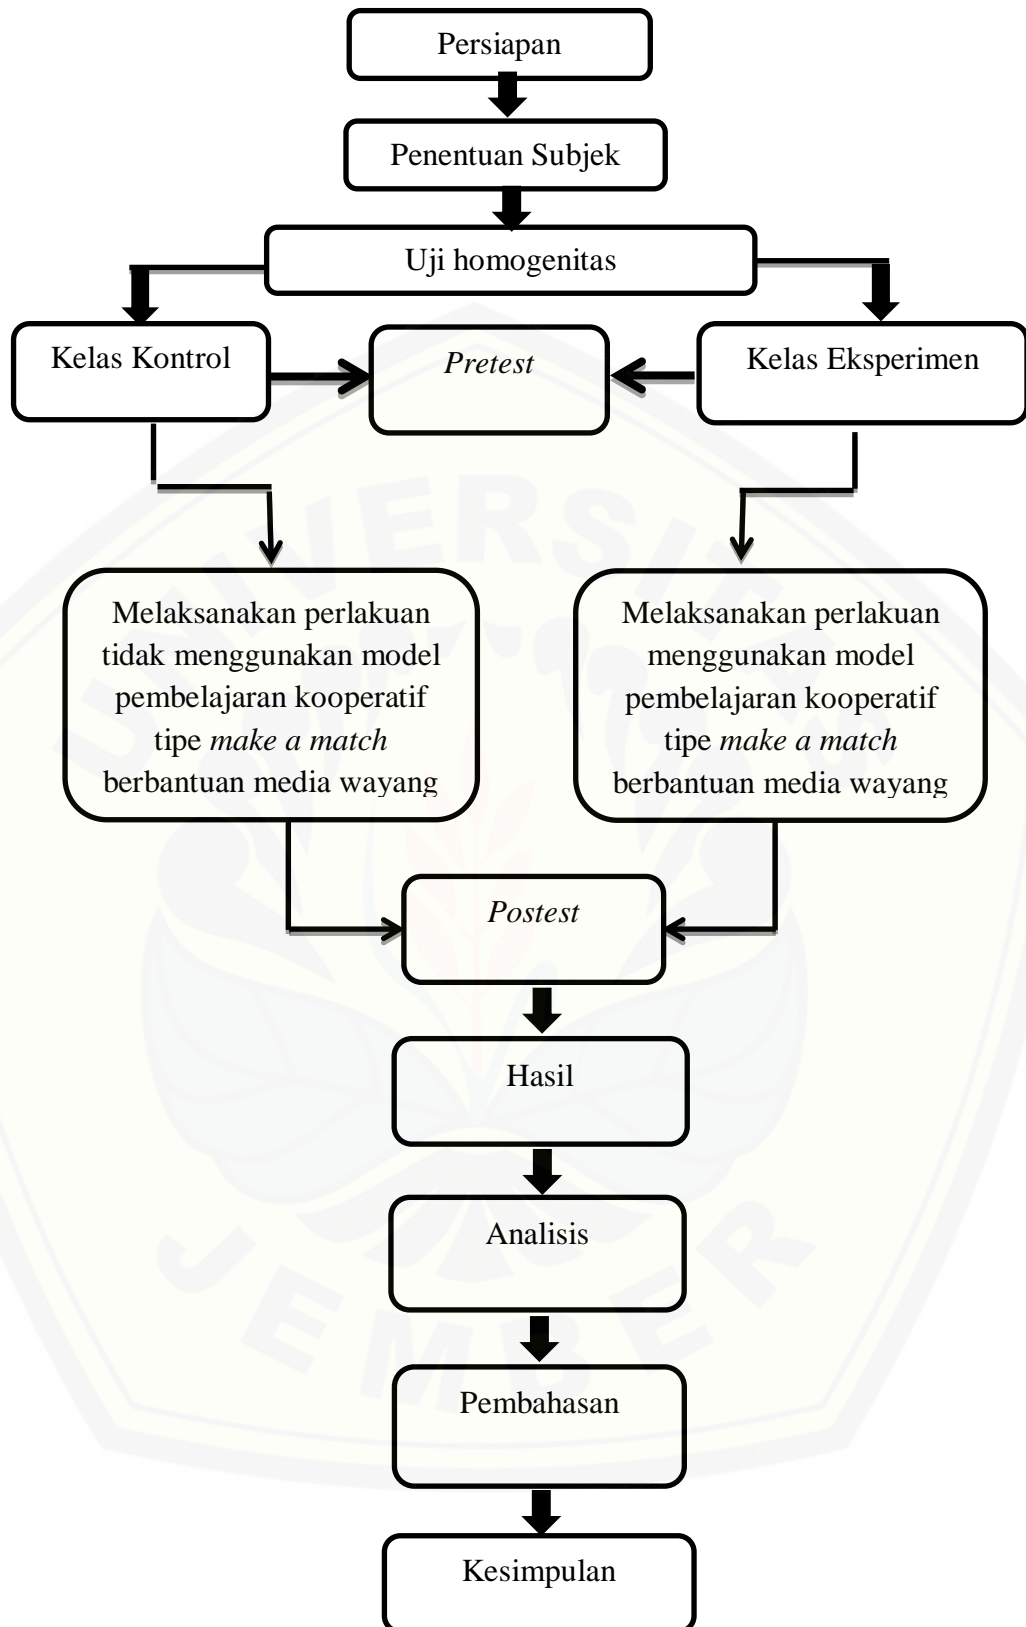 Persiapan
Penentuan Subjek
Uji homogenitas
Kelas Kontrol
Pretest
Kelas Eksperimen
Melaksanakan perlakuan
tidak menggunakan model
pembelajaran kooperatif
tipe make a match
berbantuan media wayang
Melaksanakan perlakuan
menggunakan model
pembelajaran kooperatif
tipe make a match
berbantuan media wayang
Postest
Hasil
Analisis
Pembahasan
Kesimpulan
UNIVERSITAS
JEMBER